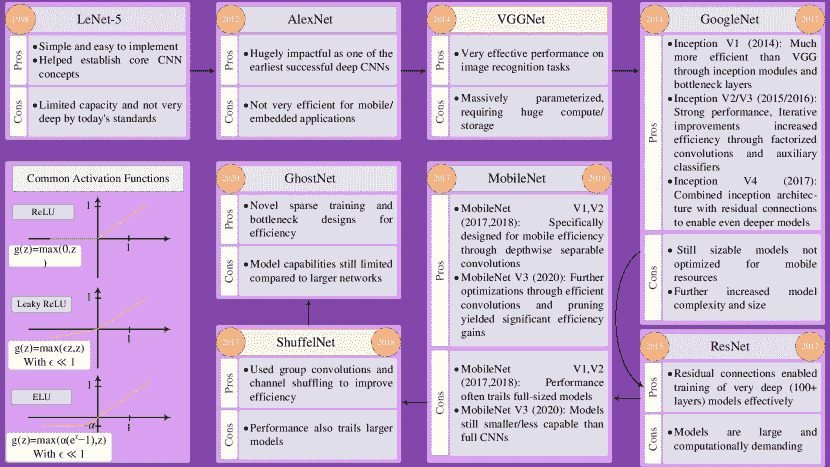 1998
LeNet-5
Pros
•Simple and easy to implement
•Helped establish core CNN
concepts
Cons
•Limited capacity and not very
deep by today's standards
2012
AlexNet
Pros
•Hugely impactful as one of the
earliest successful deep CNNs
Cons
•Not very efficient for mobile/
embedded applications
2014
VGGNet
Pros
•Very effective performance on
image recognition tasks
Cons
•Massively parameterized,
requiring huge compute/
storage
2014
GoogleNet
2017
Pros
•Inception V1 (2014): Much
more efficient than VGG
through inception modules and
bottleneck layers
•Inception V2/V3 (2015/2016):
Strong performance, Iterative
improvements increased
efficiency through factorized
convolutions and auxiliary
classifiers
•Inception V4 (2017):
Combined inception architec-
ture with residual connections
to enable even deeper models
Cons
• Still sizable models not
optimized for mobile
resources
•Further increased model
complexity and size
2015
ResNet
2017
Pros
•Residual connections enabled
training of very deep (100+
layers) models effectively
Cons
•Models are large and
computationally demanding
2017
MobileNet
2019
Pros
•MobileNet V1,V2
(2017,2018): Specifically
designed for mobile efficiency
through depthwise separable
convolutions
•MobileNet V3 (2020): Further
optimizations through efficient
convolutions and pruning
yielded significant efficiency
gains
Cons
•MobileNet V1,V2
(2017,2018): Performance
often trails full-sized models
•MobileNet V3 (2020): Models
still smaller/less capable than
full CNNs
2017
ShuffelNet
2018
Pros
•Used group convolutions and
channel shuffling to improve
efficiency
Cons
•Performance also trails larger
models
2020
GhostNet
Pros
•Novel sparse training and
bottleneck designs for
efficiency
Cons
•Model capabilities still limited
compared to larger networks
Common Activation Functions
ReLU
1
1
g(z)=max(0,z
)
Leaky ReLU
1
1
g(z)=max(ϵz,z)
With ϵ ≪ 1
ELU
1
1
-α
g(z)=max(α(eᶻ−1),z)
With ϵ ≪ 1